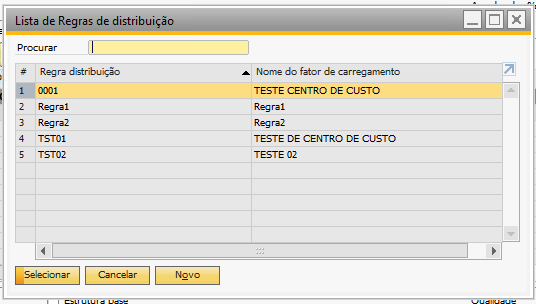 Lista de Regras de distribuição
Procurar
# Regra distribuição Nome do fator de carregamento
1 0001 TESTE CENTRO DE CUSTO
2 Regra1 Regra1
3 Regra2 Regra2
4 TST01 TESTE DE CENTRO DE CUSTO
5 TST02 TESTE 02
Selecionar Cancelar Novo
Estrutura base Qualidade